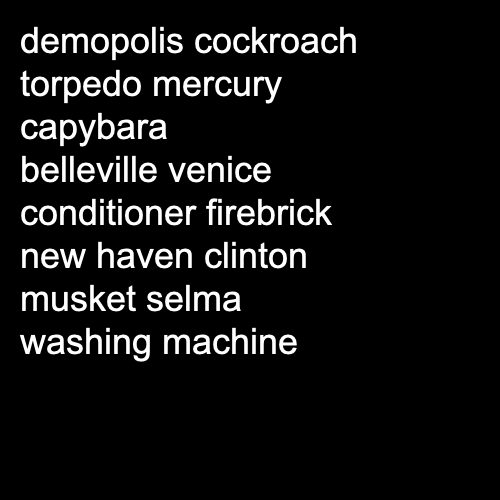 demopolis cockroach
torpedo mercury
capybara
belleville venice
conditioner firebrick
new haven clinton
musket selma
washing machine